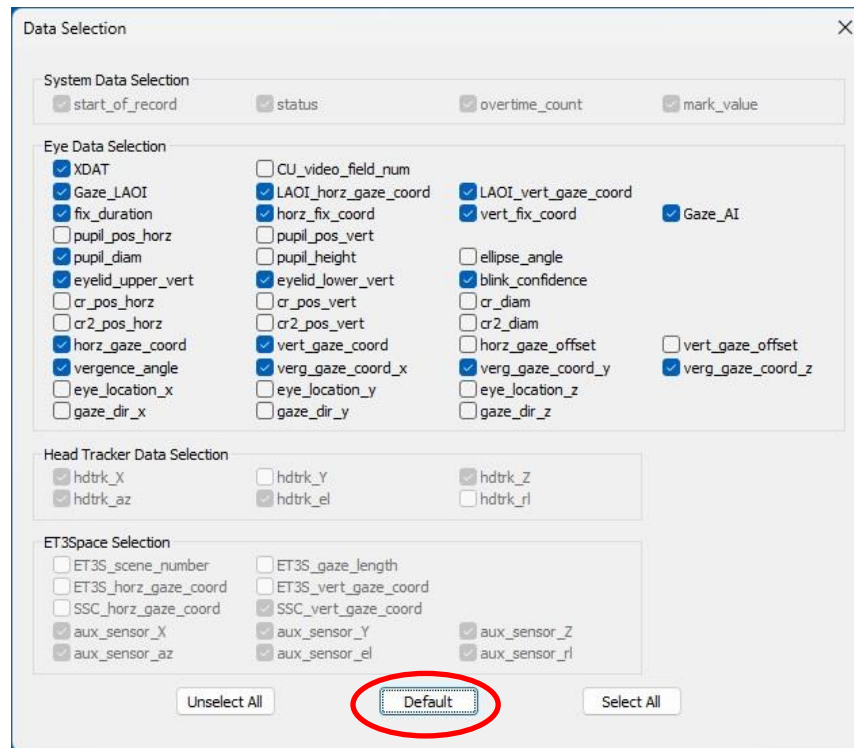 Data Selection
System Data Selection
start_of_record status overtime_count mark_value
Eye Data Selection
XDAT CU_video_field_num
Gaze_LAOI LAOI_horz_gaze_coord LAOI_vert_gaze_coord
fix_duration horz_fix_coord vert_fix_coord Gaze_AI
pupil_pos_horz pupil_pos_vert
pupil_diam pupil_height ellipse_angle
eyelid_upper_vert eyelid_lower_vert blink_confidence
cr_pos_horz cr_pos_vert cr_diam
cr2_pos_horz cr2_pos_vert cr2_diam
horz_gaze_coord vert_gaze_coord horz_gaze_offset vert_gaze_offset
vergence_angle verg_gaze_coord_x verg_gaze_coord_y verg_gaze_coord_z
eye_location_x eye_location_y eye_location_z
gaze_dir_x gaze_dir_y gaze_dir_z
Head Tracker Data Selection
hdtrk_X hdtrk_Y hdtrk_Z
hdtrk_az hdtrk_el hdtrk_rl
ET3Space Selection
ET3S_scene_number ET3S_gaze_length
ET3S_horz_gaze_coord ET3S_vert_gaze_coord
SSC_horz_gaze_coord SSC_vert_gaze_coord
aux_sensor_X aux_sensor_Y aux_sensor_Z
aux_sensor_az aux_sensor_el aux_sensor_rl
Unselect All Default Select All